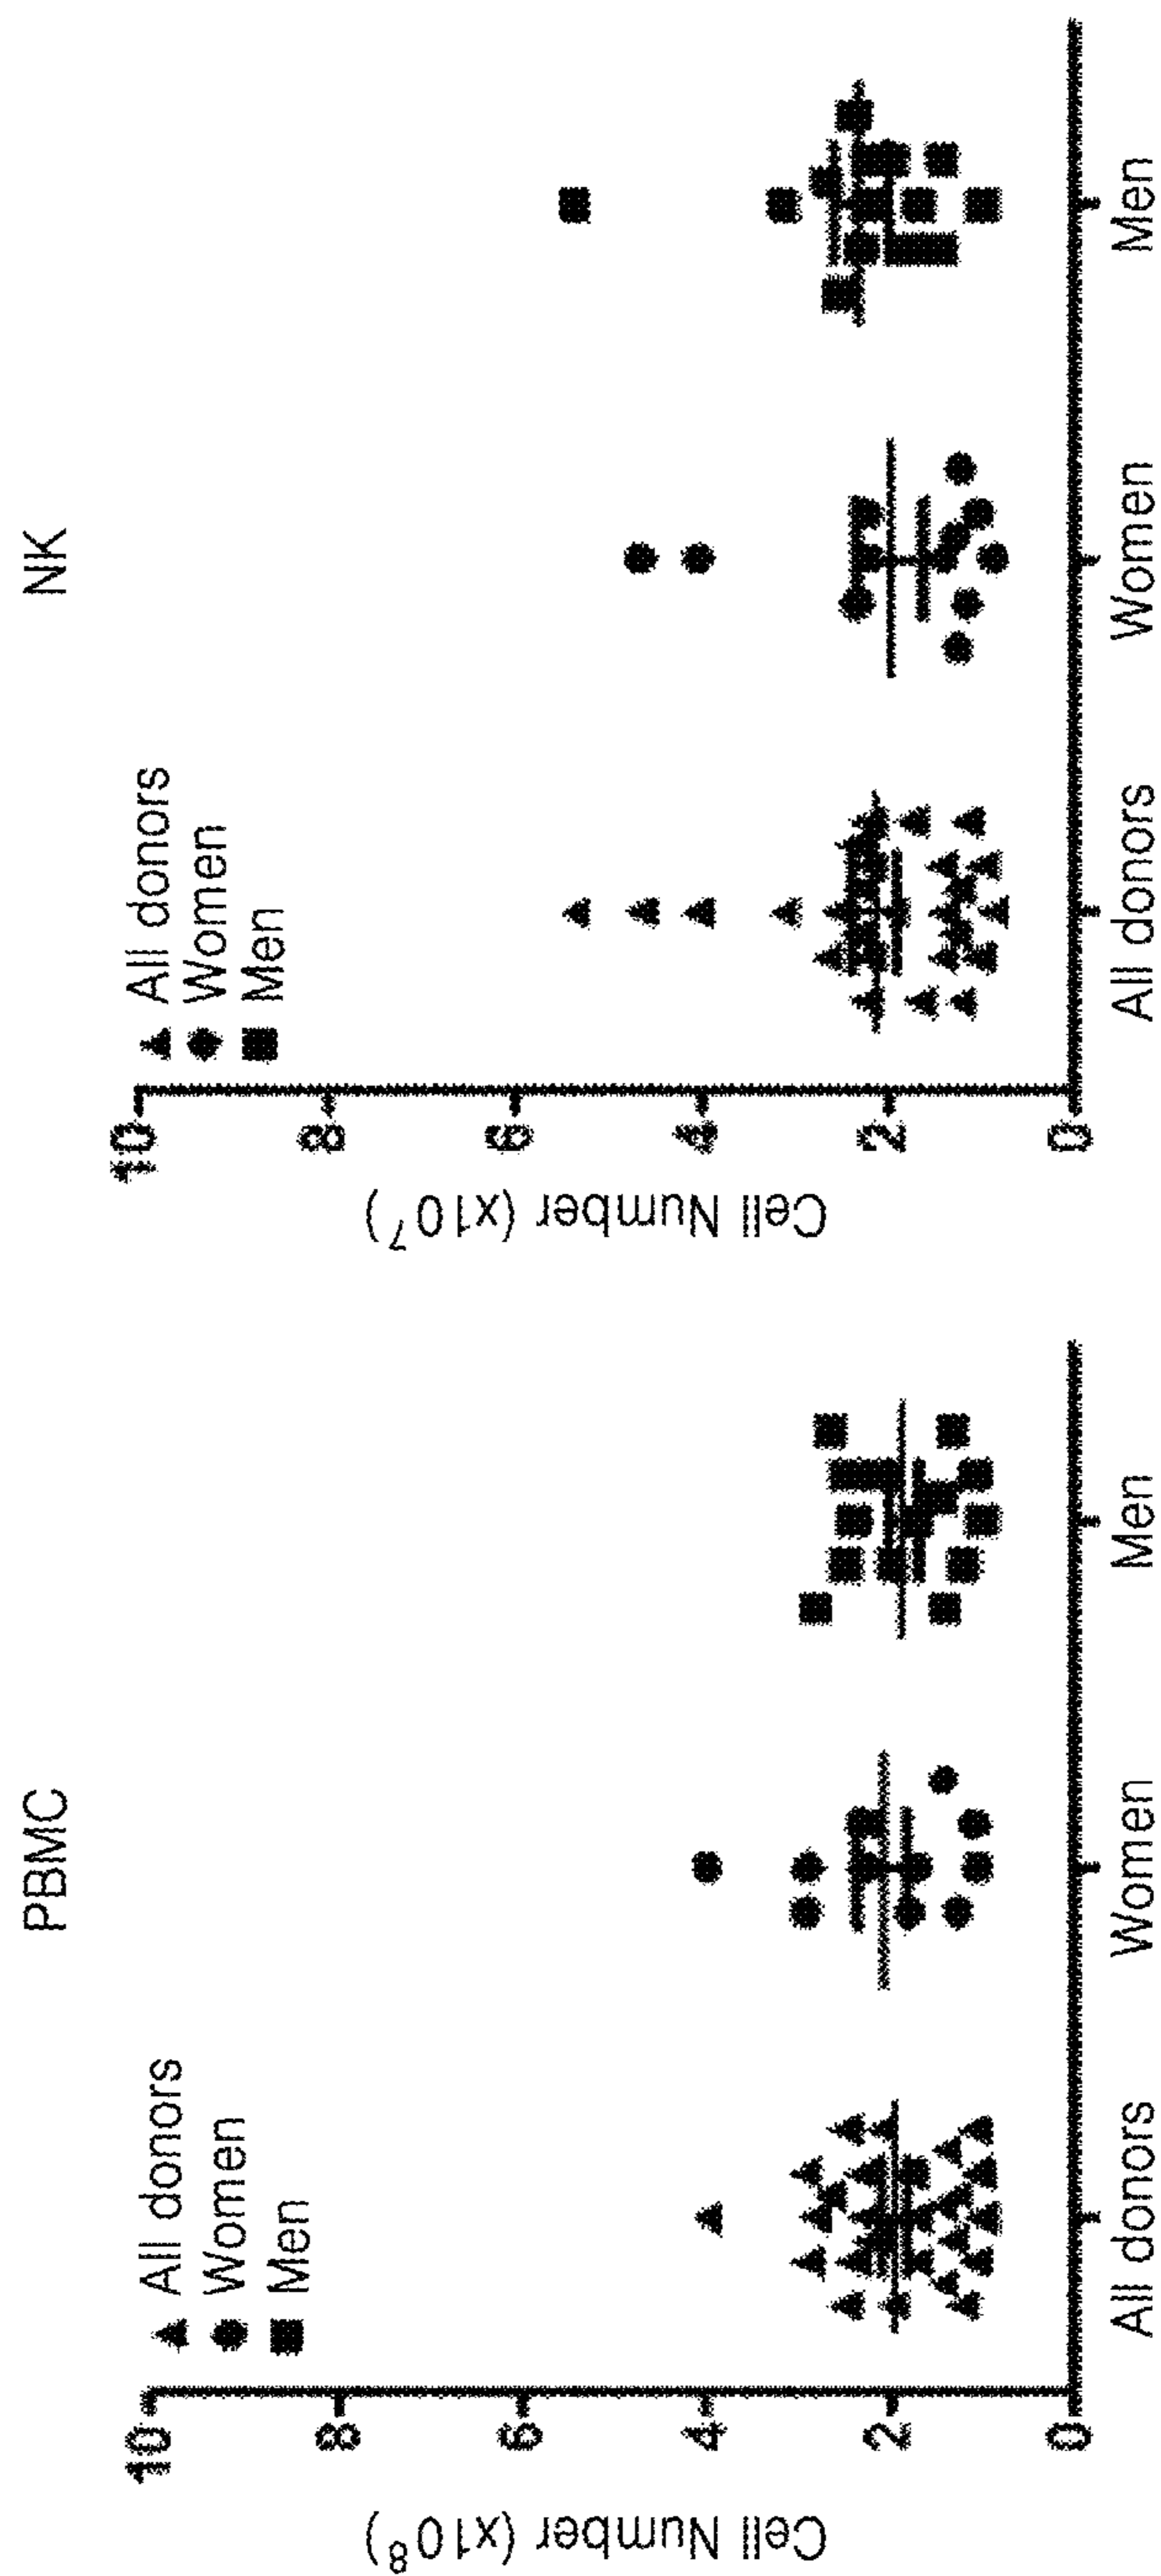 PBMC
Cell Number (x10⁸)
10
8
6
4
2
0
All donors
Women
Men
All donors
Women
Men
NK
Cell Number (x10⁷)
10
8
6
4
2
0
All donors
Women
Men
All donors
Women
Men